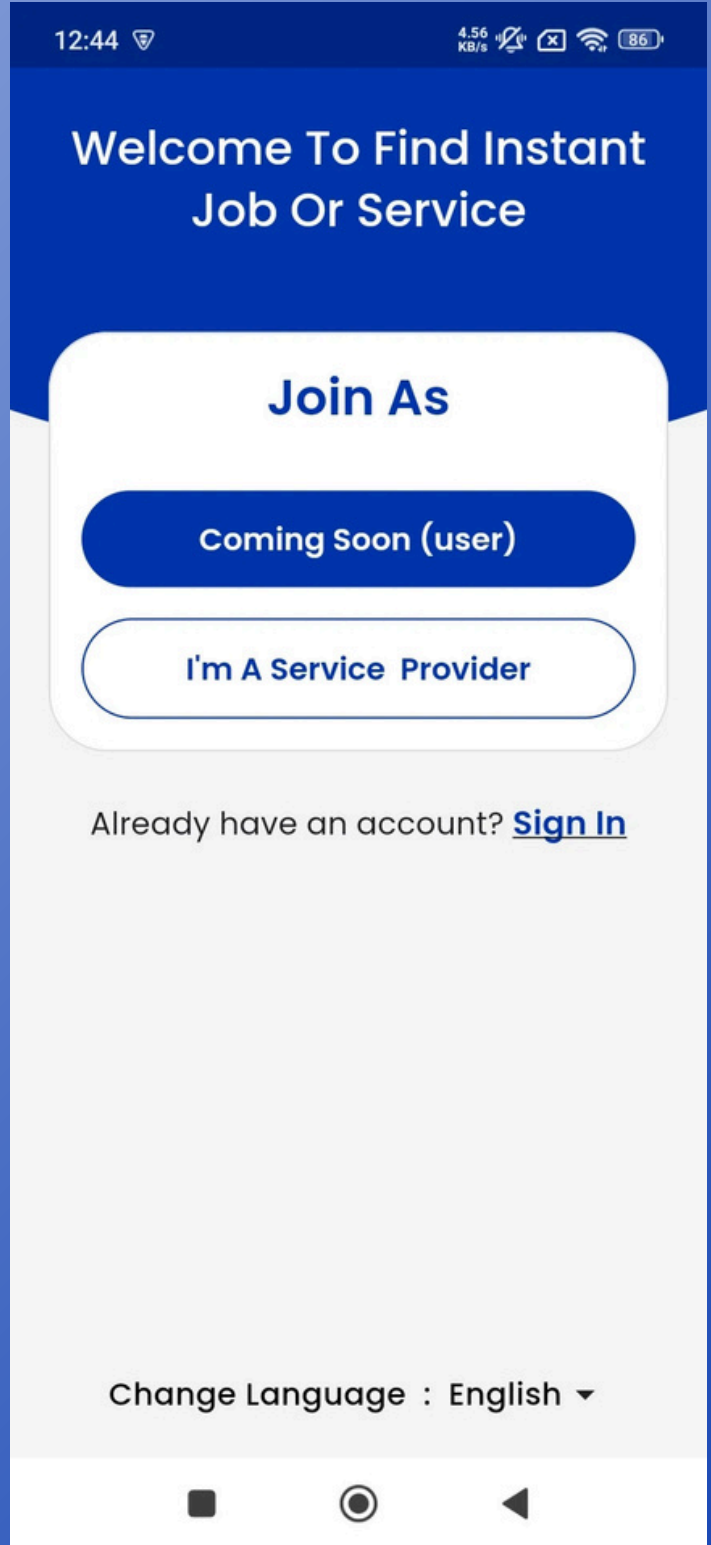 12:44 4.56 KB/s 86
Welcome To Find Instant
Job Or Service
Join As
Coming Soon (user)
I'm A Service  Provider
Already have an account? Sign In
Change Language : English